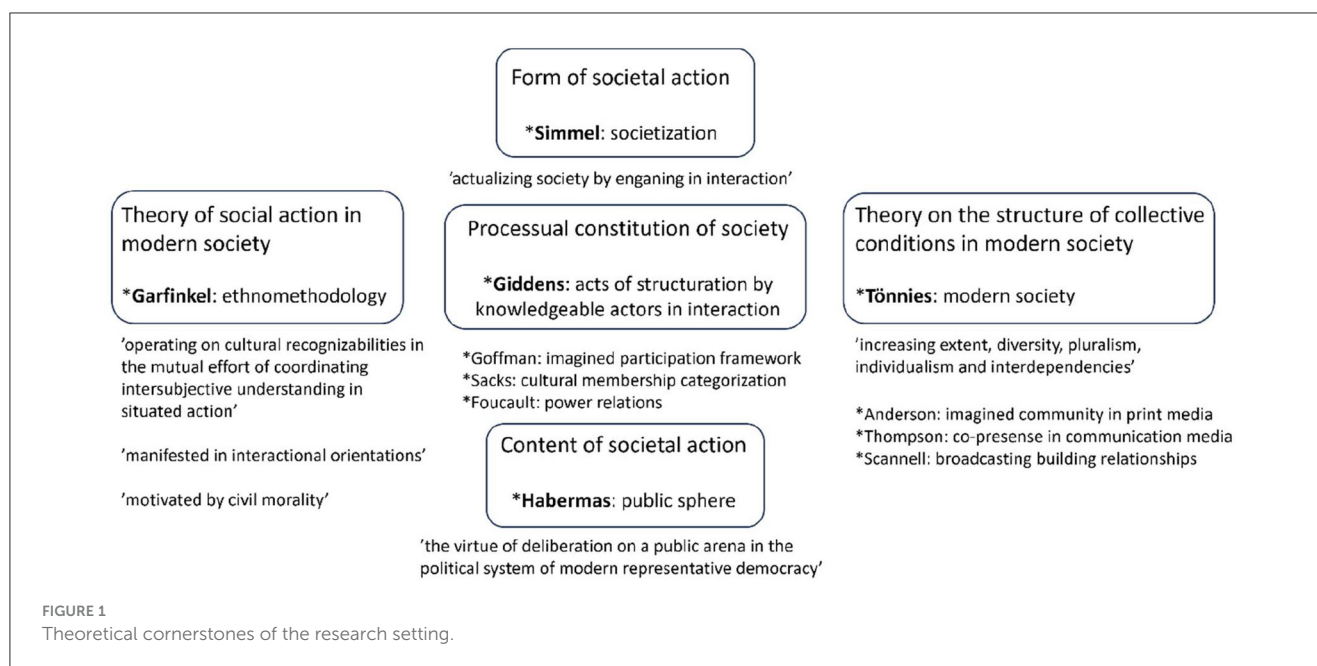 Form of societal action
*Simmel: societization
'actualizing society by enganing in interaction'
Theory of social action in
modern society
*Garfinkel: ethnomethodology
'operating on cultural recognizabilities in
the mutual effort of coordinating
intersubjective understanding in
situated action'
'manifested in interactional orientations'
'motivated by civil morality'
Processual constitution of society
*Giddens: acts of structuration by
knowledgeable actors in interaction
*Goffman: imagined participation framework
*Sacks: cultural membership categorization
*Foucault: power relations
Content of societal action
*Habermas: public sphere
'the virtue of deliberation on a public arena in the
political system of modern representative democracy'
Theory on the structure of collective
conditions in modern society
*Tönnies: modern society
'increasing extent, diversity, pluralism,
individualism and interdependencies'
*Anderson: imagined community in print media
*Thompson: co-presense in communication media
*Scannell: broadcasting building relationships
FIGURE 1
Theoretical cornerstones of the research setting.